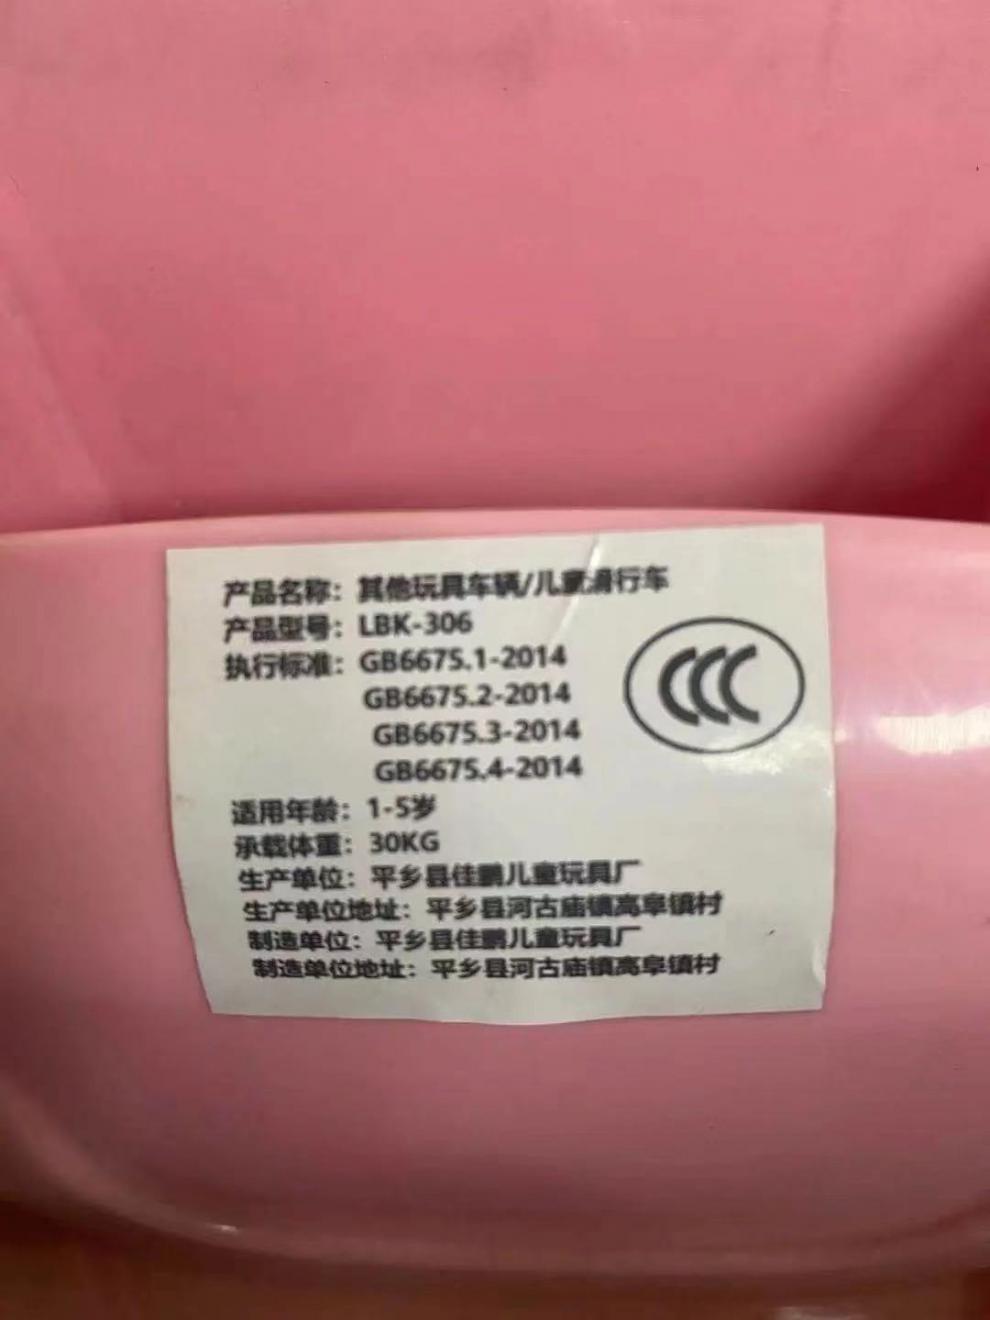 产品名称：其他玩具车辆/儿童滑行车
产品型号：LBK-306
执行标准：GB6675.1-2014
GB6675.2-2014
GB6675.3-2014
GB6675.4-2014
CCC
适用年龄：1-5岁
承载体重：30KG
生产单位：平乡县佳鹏儿童玩具厂
生产单位地址：平乡县河古庙镇高阜镇村
制造单位：平乡县佳鹏儿童玩具厂
制造单位地址：平乡县河古庙镇高阜镇村